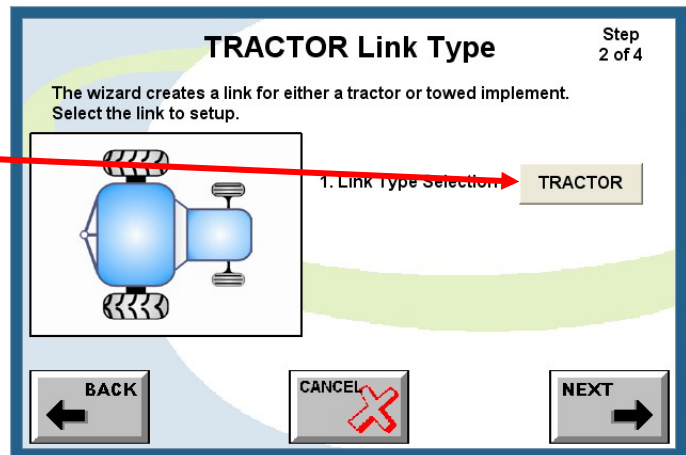 TRACTOR Link Type
Step
2 of 4
The wizard creates a link for either a tractor or towed implement.
Select the link to setup.
1. Link Type Selection
TRACTOR
BACK
CANCEL
NEXT